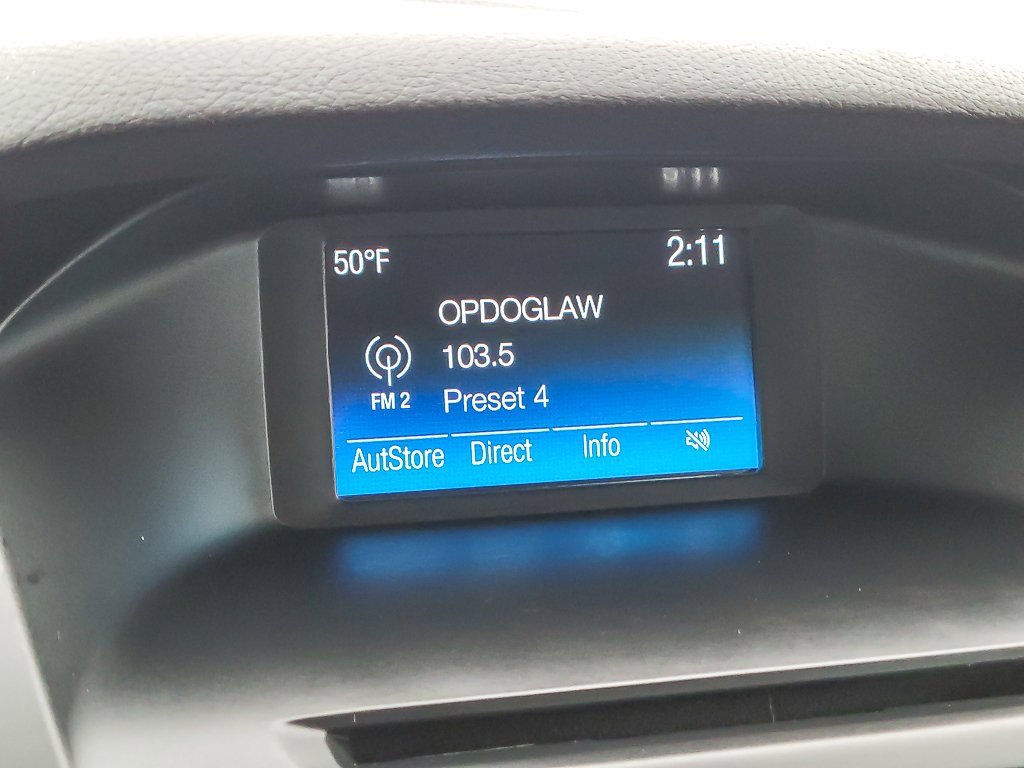 50°F 2:11
OPDOGLAW
103.5
FM 2 Preset 4
AutStore Direct Info